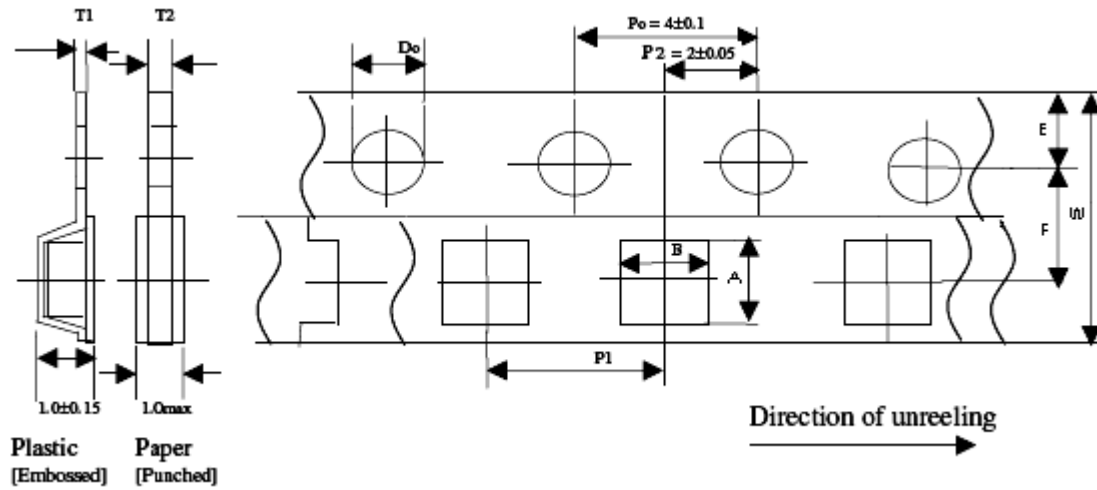 T1
T2
Po = 4±0.1
Do
P2 = 2±0.05
E
F
W
B
A
P1
1.0±0.15
1.0max
Direction of unreeling
Plastic
[Embossed]
Paper
[Punched]